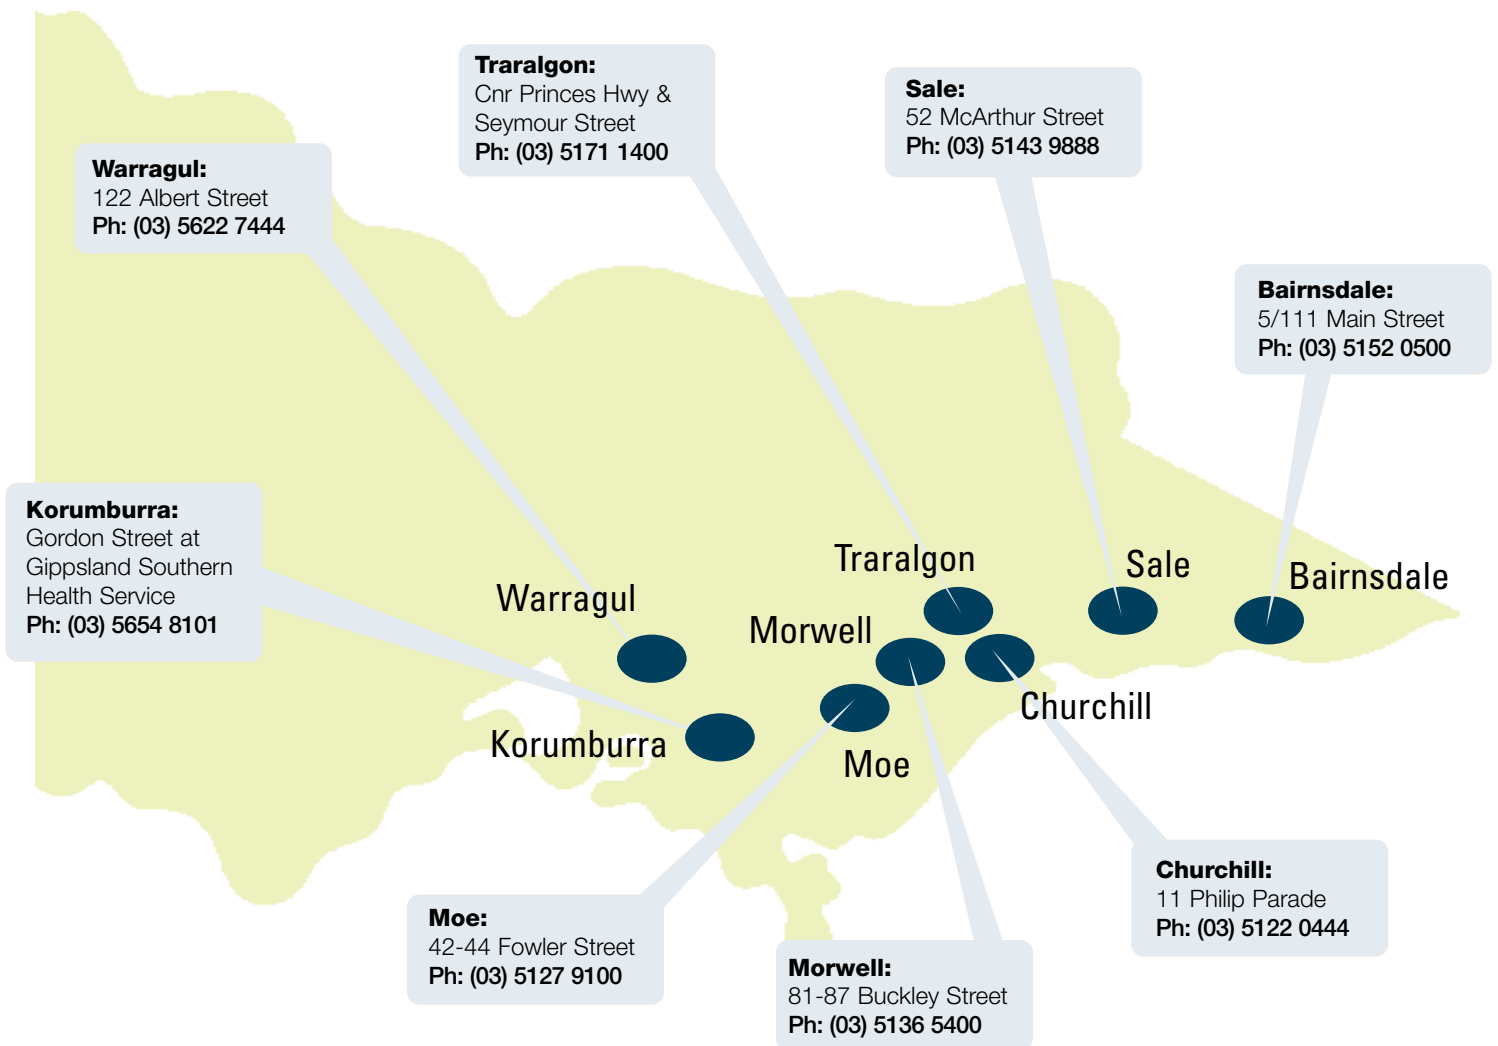 Traralgon:
Cnr Princes Hwy &
Seymour Street
Ph: (03) 5171 1400
Sale:
52 McArthur Street
Ph: (03) 5143 9888
Warragul:
122 Albert Street
Ph: (03) 5622 7444
Bairnsdale:
5/111 Main Street
Ph: (03) 5152 0500
Korumburra:
Gordon Street at
Gippsland Southern
Health Service
Ph: (03) 5654 8101
Traralgon
Sale
Bairnsdale
Warragul
Morwell
Churchill
Korumburra
Moe
Churchill:
11 Philip Parade
Ph: (03) 5122 0444
Moe:
42-44 Fowler Street
Ph: (03) 5127 9100
Morwell:
81-87 Buckley Street
Ph: (03) 5136 5400